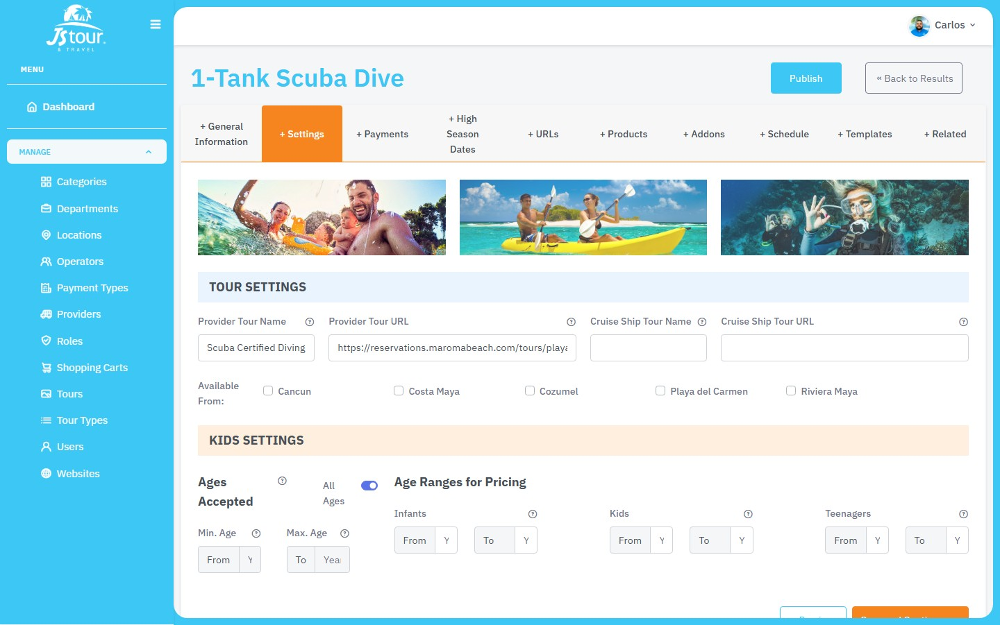 JS tour.
& TRAVEL
MENU
Dashboard
MANAGE
Categories
Departments
Locations
Operators
Payment Types
Providers
Roles
Shopping Carts
Tours
Tour Types
Users
Websites
Carlos
1-Tank Scuba Dive
Publish
« Back to Results
+ General
Information
+ Settings
+ Payments
+ High
Season
Dates
+ URLs
+ Products
+ Addons
+ Schedule
+ Templates
+ Related
TOUR SETTINGS
Provider Tour Name
Provider Tour URL
Cruise Ship Tour Name
Cruise Ship Tour URL
Scuba Certified Diving
https://reservations.maromabeach.com/tours/playa
Available
From:
Cancun
Costa Maya
Cozumel
Playa del Carmen
Riviera Maya
KIDS SETTINGS
Ages
Accepted
All
Ages
Min. Age
Max. Age
From
Y
To
Year
Age Ranges for Pricing
Infants
From
Y
To
Y
Kids
From
Y
To
Y
Teenagers
From
Y
To
Y